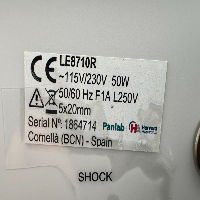 LE8710R
~115V/230V 50W
50/60 Hz F1A L250V
5x20mm
Serial Nº: 1864714
Panlab
Harvard
Cornellà (BCN) - Spain
SHOCK